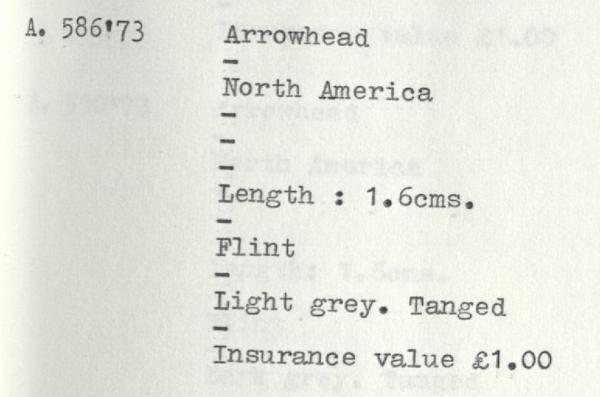 A. 586'73 Arrowhead
-
North America
-
-
-
Length : 1.6cms.
-
Flint
-
Light grey. Tanged
-
Insurance value £1.00